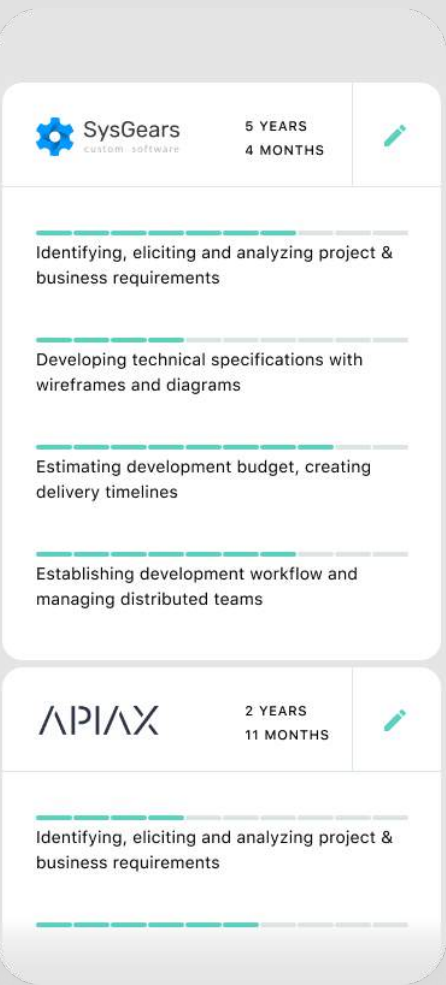 SysGears
custom software
5 YEARS
4 MONTHS
Identifying, eliciting and analyzing project &
business requirements
Developing technical specifications with
wireframes and diagrams
Estimating development budget, creating
delivery timelines
Establishing development workflow and
managing distributed teams
APIAX
2 YEARS
11 MONTHS
Identifying, eliciting and analyzing project &
business requirements